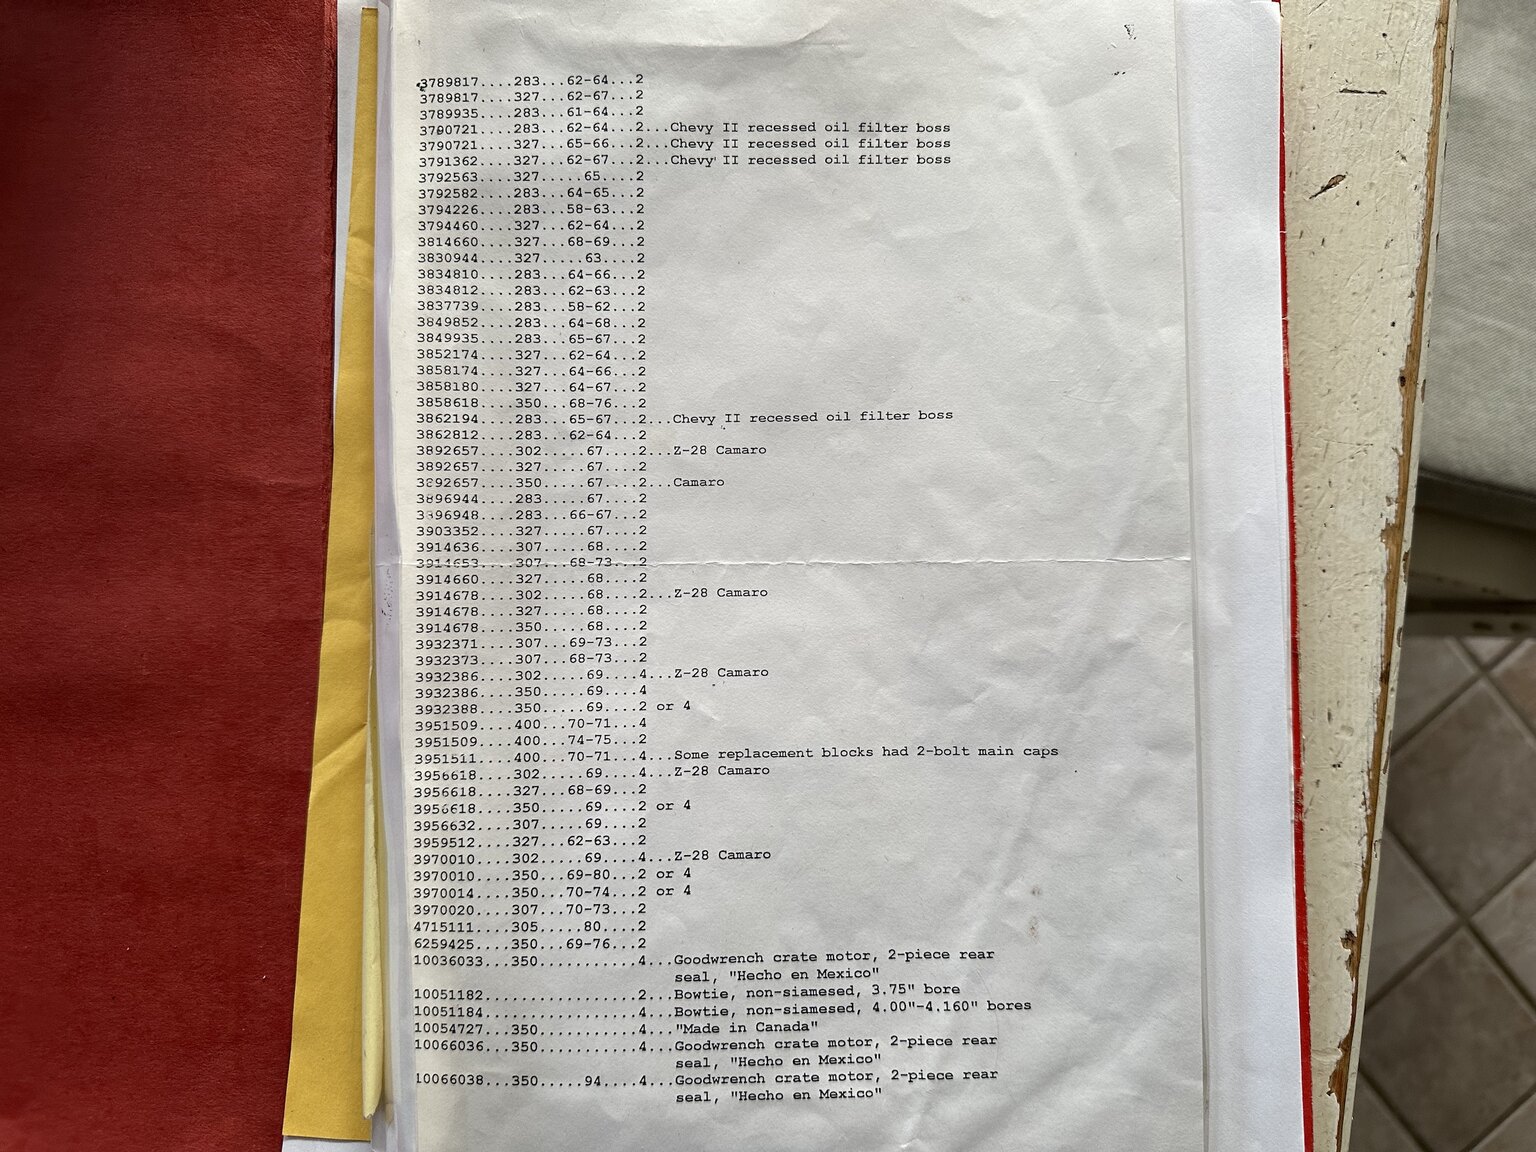 3789817....283...62-64...2
3789817....327...62-67...2
3789935....283...61-64...2
3790721....283...62-64...2...Chevy II recessed oil filter boss
3790721....327...65-66...2...Chevy II recessed oil filter boss
3791362....327...62-67...2...Chevy II recessed oil filter boss
3792563....327.....65....2
3792582....283...64-65...2
3794226....283...58-63...2
3794460....327...62-64...2
3814660....327...68-69...2
3830944....327.....63....2
3834810....283...64-66...2
3834812....283...62-63...2
3837739....283...58-62...2
3849852....283...64-68...2
3849935....283...65-67...2
3852174....327...62-64...2
3858174....327...64-66...2
3858180....327...64-67...2
3858618....350...68-76...2
3862194....283...65-67...2...Chevy II recessed oil filter boss
3862812....283...62-64...2
3892657....302.....67....2...Z-28 Camaro
3892657....327.....67....2
3892657....350.....67....2...Camaro
3896944....283.....67....2
3896948....283...66-67...2
3903352....327.....67....2
3914636....307.....68....2
3914653....307...68-73...2
3914660....327.....68....2
3914678....302.....68....2...Z-28 Camaro
3914678....327.....68....2
3914678....350.....68....2
3932371....307...69-73...2
3932373....307...68-73...2
3932386....302.....69....4...Z-28 Camaro
3932386....350.....69....4
3932388....350.....69....2 or 4
3951509....400...70-71...4
3951509....400...74-75...2
3951511....400...70-71...4...Some replacement blocks had 2-bolt main caps
3956618....302.....69....4...Z-28 Camaro
3956618....327...68-69...2
3956618....350.....69....2 or 4
3956632....307.....69....2
3959512....327...62-63...2
3970010....302.....69....4...Z-28 Camaro
3970010....350...69-80...2 or 4
3970014....350...70-74...2 or 4
3970020....307...70-73...2
4715111....305.....80....2
6259425....350...69-76...2
10036033...350...........4...Goodwrench crate motor, 2-piece rear
seal, "Hecho en Mexico"
10051182.................2...Bowtie, non-siamesed, 3.75" bore
10051184.................4...Bowtie, non-siamesed, 4.00"-4.160" bores
10054727...350...........4..."Made in Canada"
10066036...350...........4...Goodwrench crate motor, 2-piece rear
seal, "Hecho en Mexico"
10066038...350.....94....4...Goodwrench crate motor, 2-piece rear
seal, "Hecho en Mexico"